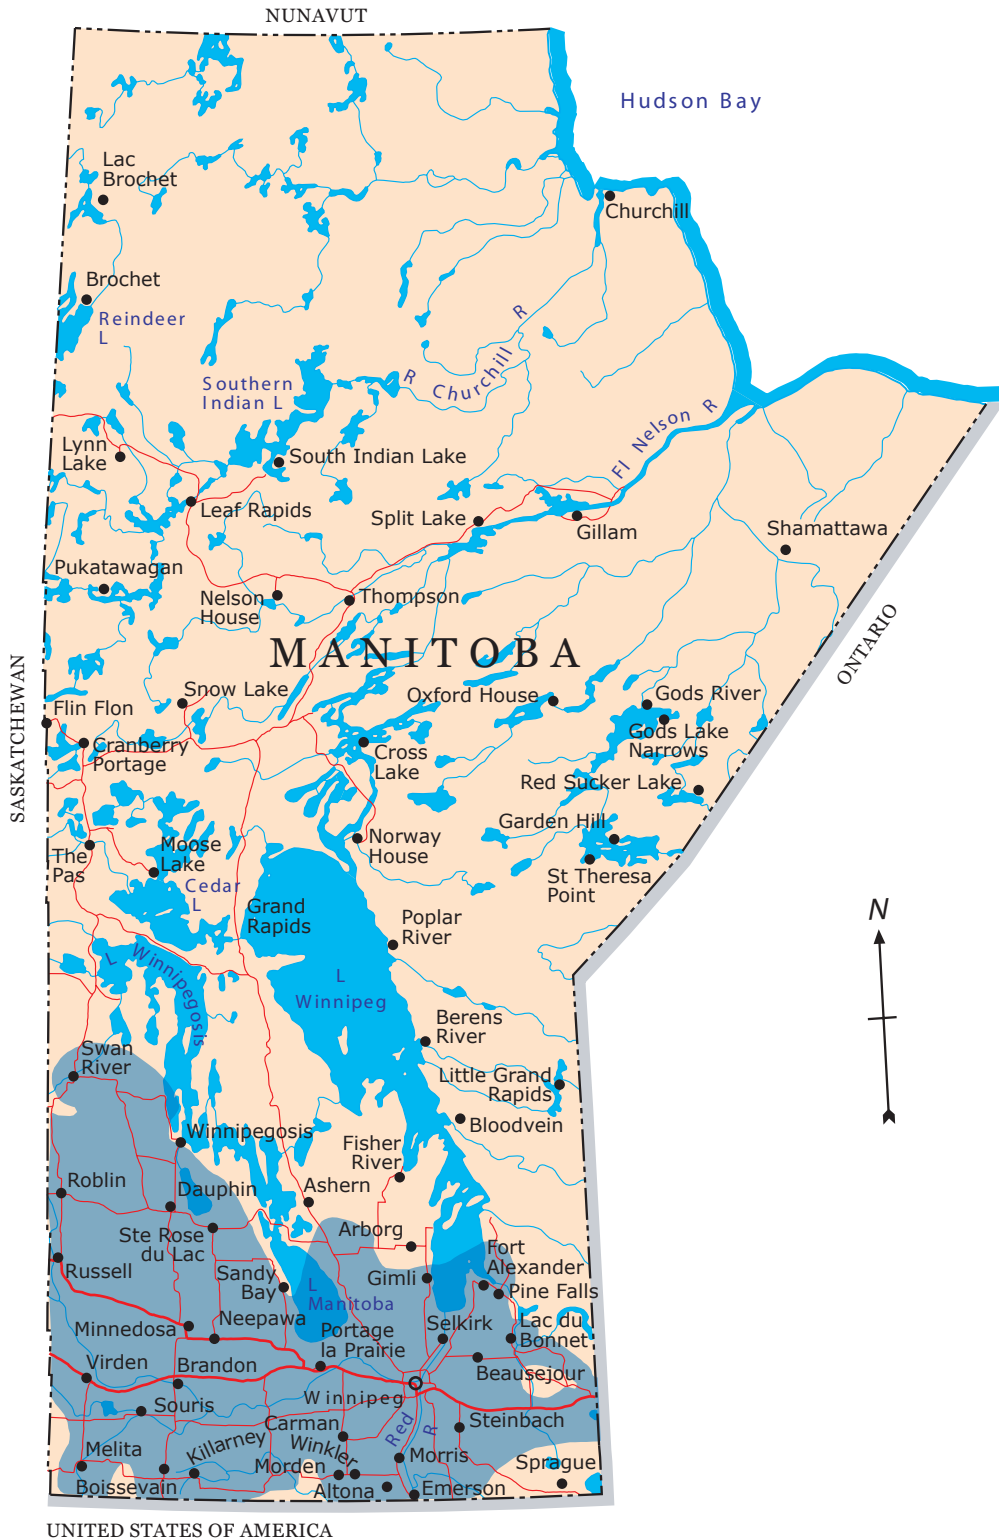 NUNAVUT
Hudson Bay
Lac
Brochet
Churchill
Brochet
Reindeer
L
R Churchill R
Southern
Indian L
Fl Nelson R
Lynn
Lake
South Indian Lake
Leaf Rapids
Split Lake
Gillam
Shamattawa
Pukatawagan
Nelson
House
Thompson
MANITOBA
ONTARIO
SASKATCHEWAN
Snow Lake
Oxford House
Gods River
Flin Flon
Gods Lake
Narrows
Cranberry
Portage
Cross
Lake
Red Sucker Lake
Garden Hill
Norway
House
The
Pas
Moose
Lake
St Theresa
Point
Cedar
L
Grand
Rapids
Poplar
River
N
L Winnipegosis
L
Winnipeg
Berens
River
Swan
River
Little Grand
Rapids
Bloodvein
Winnipegosis
Fisher
River
Roblin
Dauphin
Ashern
Ste Rose
du Lac
Arborg
Fort
Alexander
Russell
Sandy
Bay
L
Manitoba
Gimli
Pine Falls
Minnedosa
Neepawa
Portage
la Prairie
Selkirk
Lac du
Bonnet
Virden
Brandon
Beausejour
Winnipeg
Souris
Carman
Red R
Steinbach
Melita
Killarney
Winkler
Morris
Morden
Sprague
Boissevain
Altona
Emerson
UNITED STATES OF AMERICA